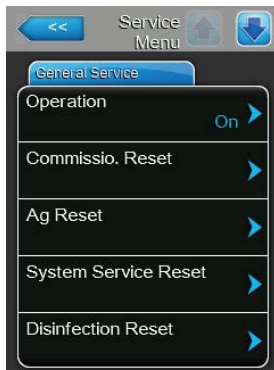 <<
Service
Menu
General Service
Operation
On
Commissio. Reset
Ag Reset
System Service Reset
Disinfection Reset